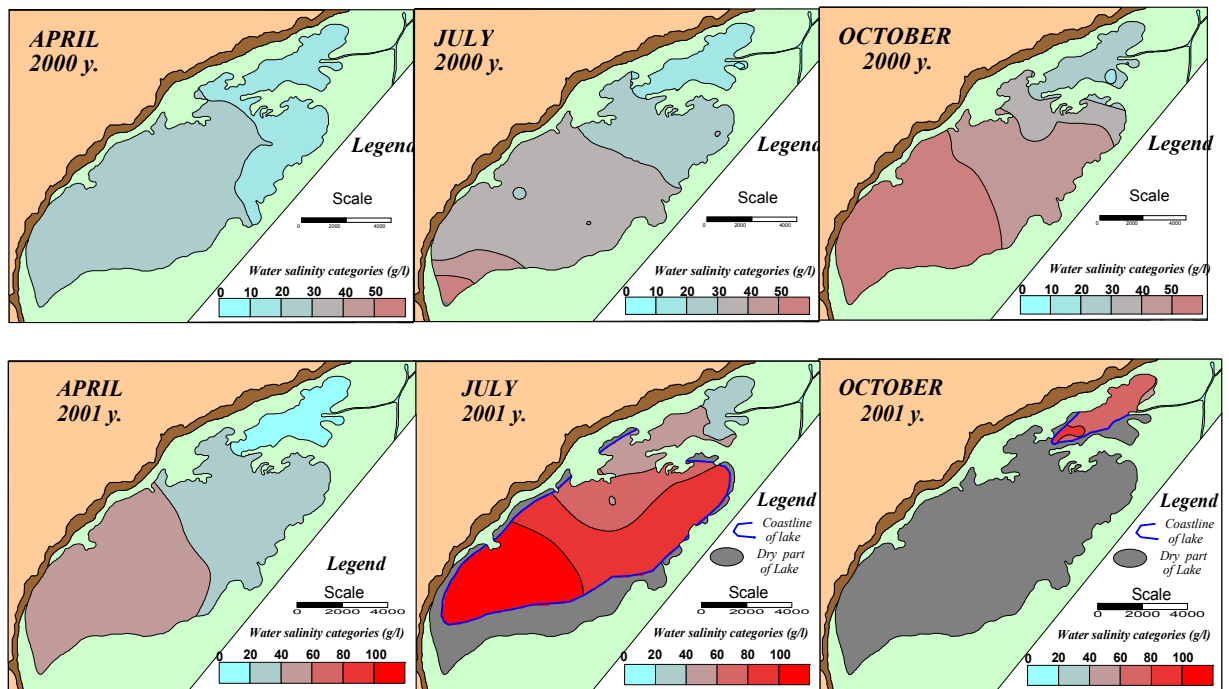 APRIL
2000 y.
Legend
Scale
0 2000 4000
Water salinity categories (g/l)
0 10 20 30 40 50
JULY
2000 y.
Legend
Scale
0 2000 4000
Water salinity categories (g/l)
0 10 20 30 40 50
OCTOBER
2000 y.
Legend
Scale
0 2000 4000
Water salinity categories (g/l)
0 10 20 30 40 50
APRIL
2001 y.
Legend
Scale
0 2000 4000
Water salinity categories (g/l)
0 20 40 60 80 100
JULY
2001 y.
Legend
Coastline
of lake
Dry part
of Lake
Scale
0 2000 4000
Water salinity categories (g/l)
0 20 40 60 80 100
OCTOBER
2001 y.
Legend
Coastline
of lake
Dry part
of Lake
Scale
0 2000 4000
Water salinity categories (g/l)
0 20 40 60 80 100